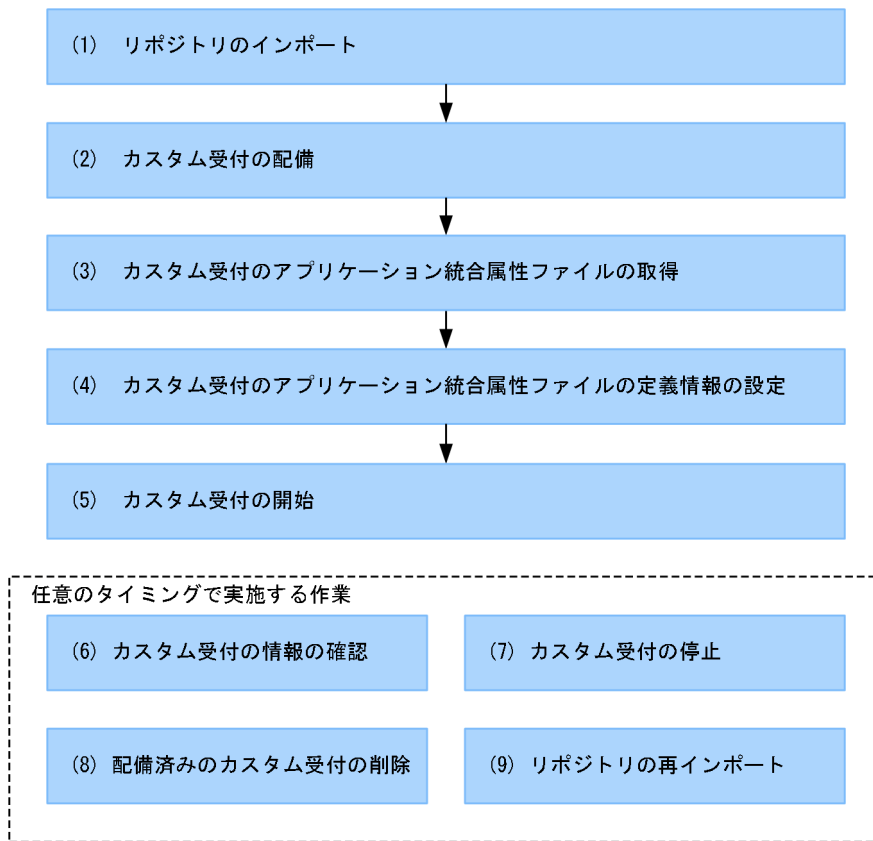 (1) リポジトリのインポート
(2) カスタム受付の配備
(3) カスタム受付のアプリケーション統合属性ファイルの取得
(4) カスタム受付のアプリケーション統合属性ファイルの定義情報の設定
(5) カスタム受付の開始
任意のタイミングで実施する作業
(6) カスタム受付の情報の確認
(7) カスタム受付の停止
(8) 配備済みのカスタム受付の削除
(9) リポジトリの再インポート